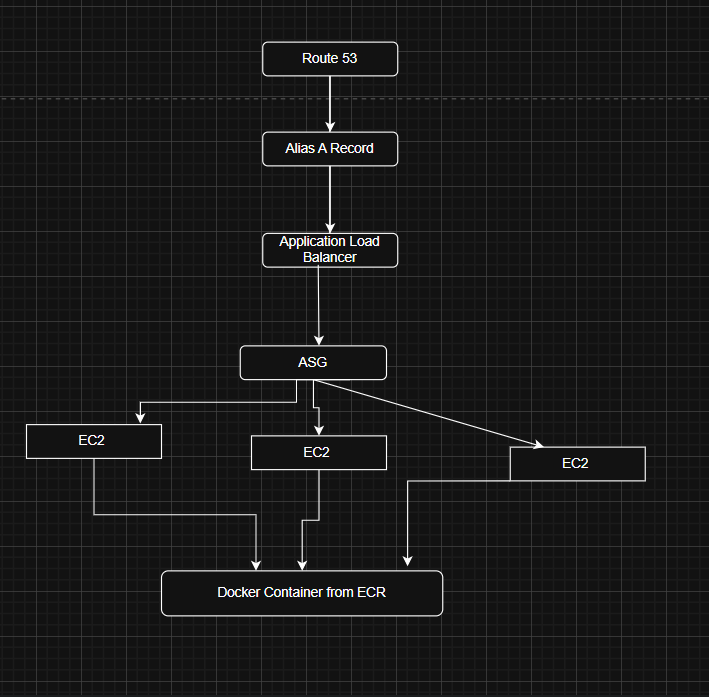 Route 53
Alias A Record
Application Load
Balancer
ASG
EC2
EC2
EC2
Docker Container from ECR